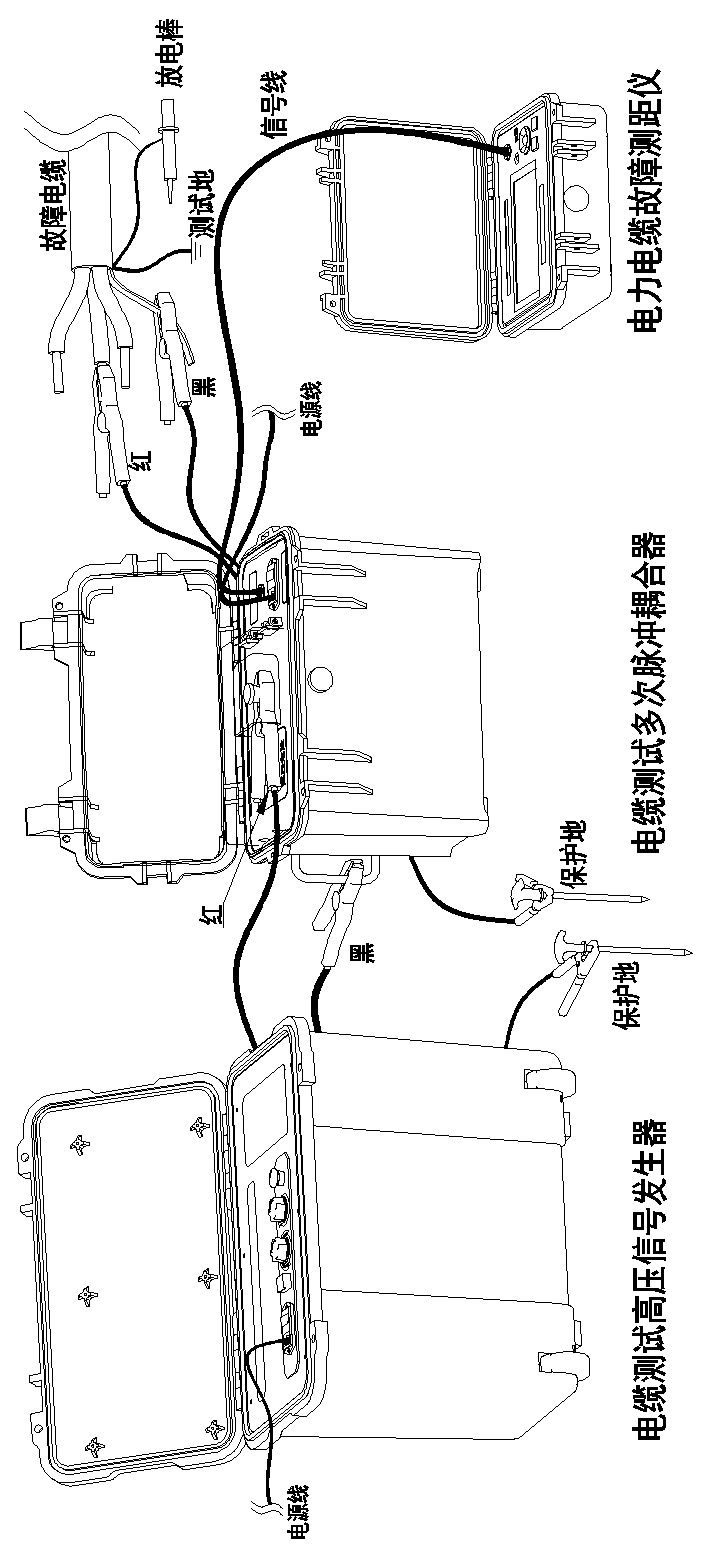 故障电缆
放电棒
测试地
信号线
红
黑
电源线
电力电缆故障测距仪
红
黑
保护地
保护地
电缆测试多次脉冲耦合器
电源线
电缆测试高压信号发生器